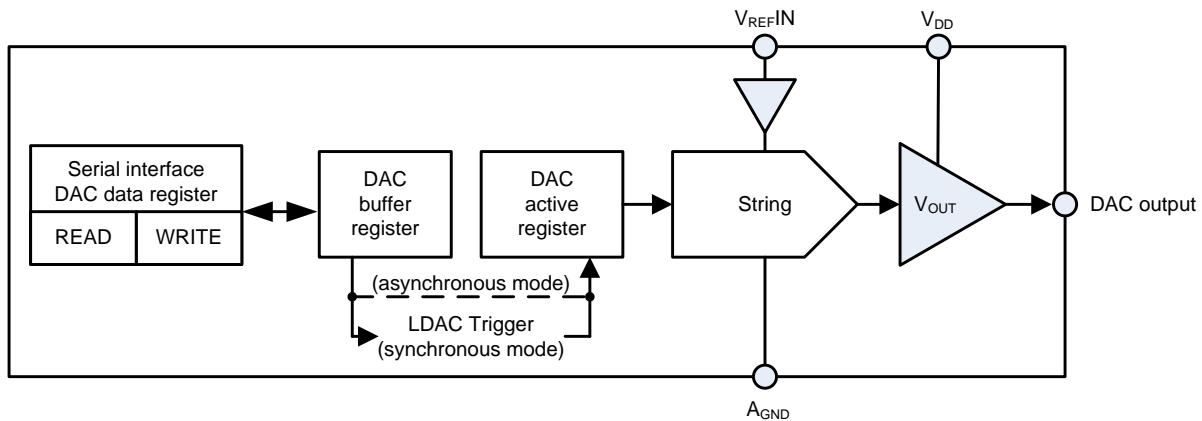 VREFIN
VDD
Serial interface
DAC data register
READ
WRITE
DAC
buffer
register
DAC
active
register
String
VOUT
DAC output
(asynchronous mode)
LDAC Trigger
(synchronous mode)
AGND